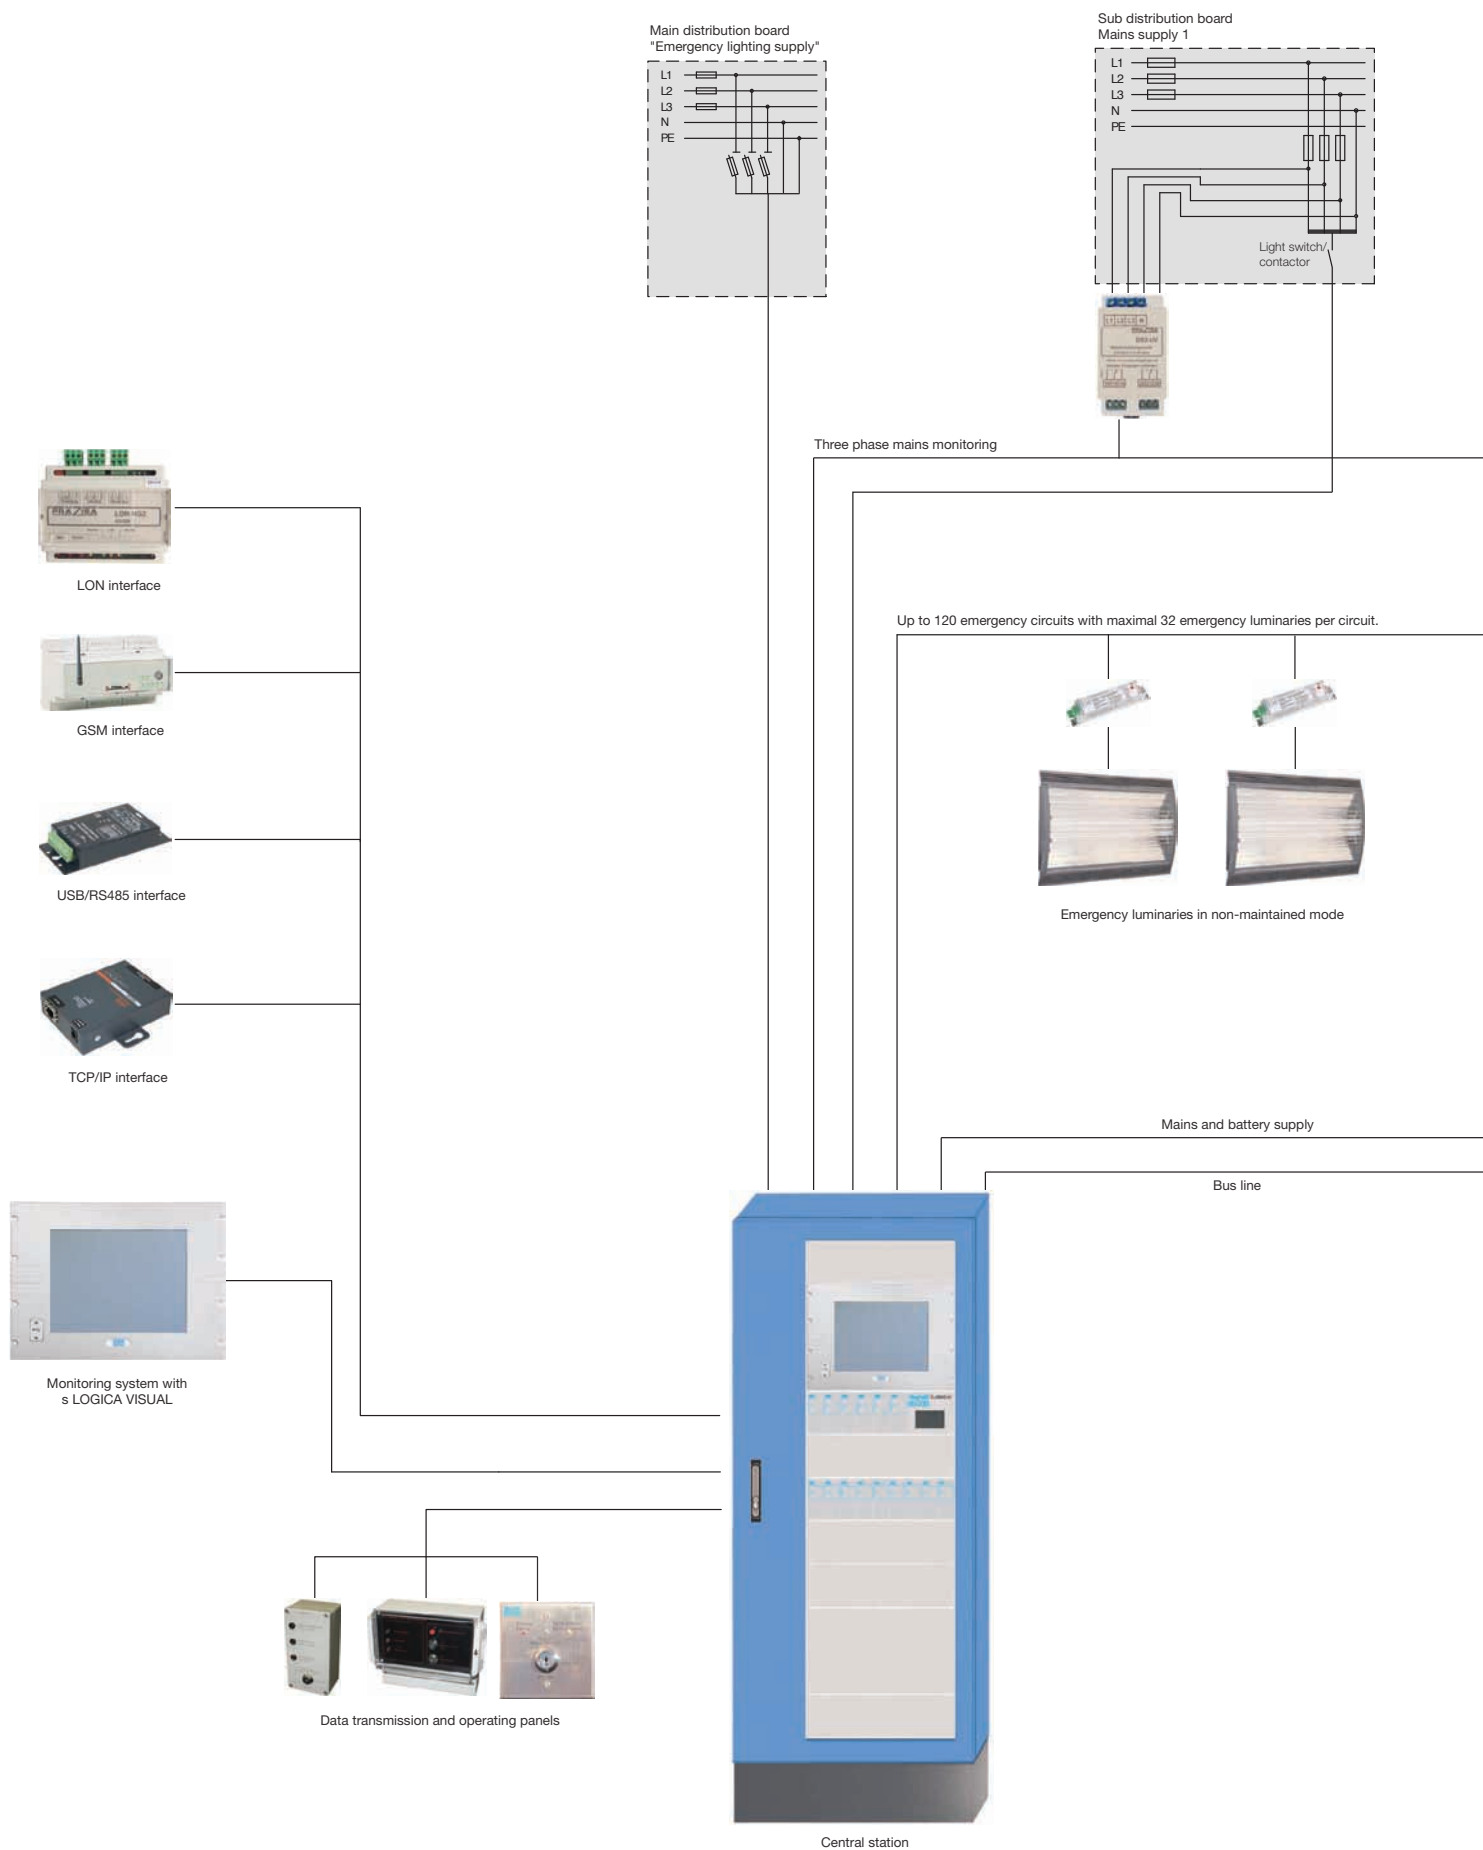 Main distribution board
"Emergency lighting supply"
L1
L2
L3
N
PE
Sub distribution board
Mains supply 1
L1
L2
L3
N
PE
Light switch/
contactor
L1 L2 L3 N
Three phase mains monitoring
LON interface
GSM interface
USB/RS485 interface
TCP/IP interface
Up to 120 emergency circuits with maximal 32 emergency luminaries per circuit.
Emergency luminaries in non-maintained mode
Mains and battery supply
Bus line
Monitoring system with
s LOGICA VISUAL
Data transmission and operating panels
Central station